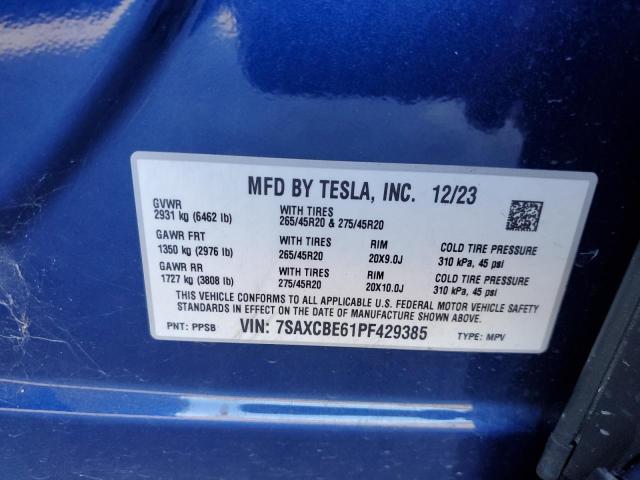 MFD BY TESLA, INC. 12/23
GVWR
2931 kg (6462 lb)
WITH TIRES
265/45R20 & 275/45R20
GAWR FRT
1350 kg (2976 lb)
WITH TIRES
265/45R20
RIM
20X9.0J
COLD TIRE PRESSURE
310 kPa, 45 psi
GAWR RR
1727 kg (3808 lb)
WITH TIRES
275/45R20
RIM
20X10.0J
COLD TIRE PRESSURE
310 kPa, 45 psi
THIS VEHICLE CONFORMS TO ALL APPLICABLE U.S. FEDERAL MOTOR VEHICLE SAFETY
STANDARDS IN EFFECT ON THE DATE OF MANUFACTURE SHOWN ABOVE.
PNT: PPSB VIN: 7SAXCBE61PF429385 TYPE: MPV